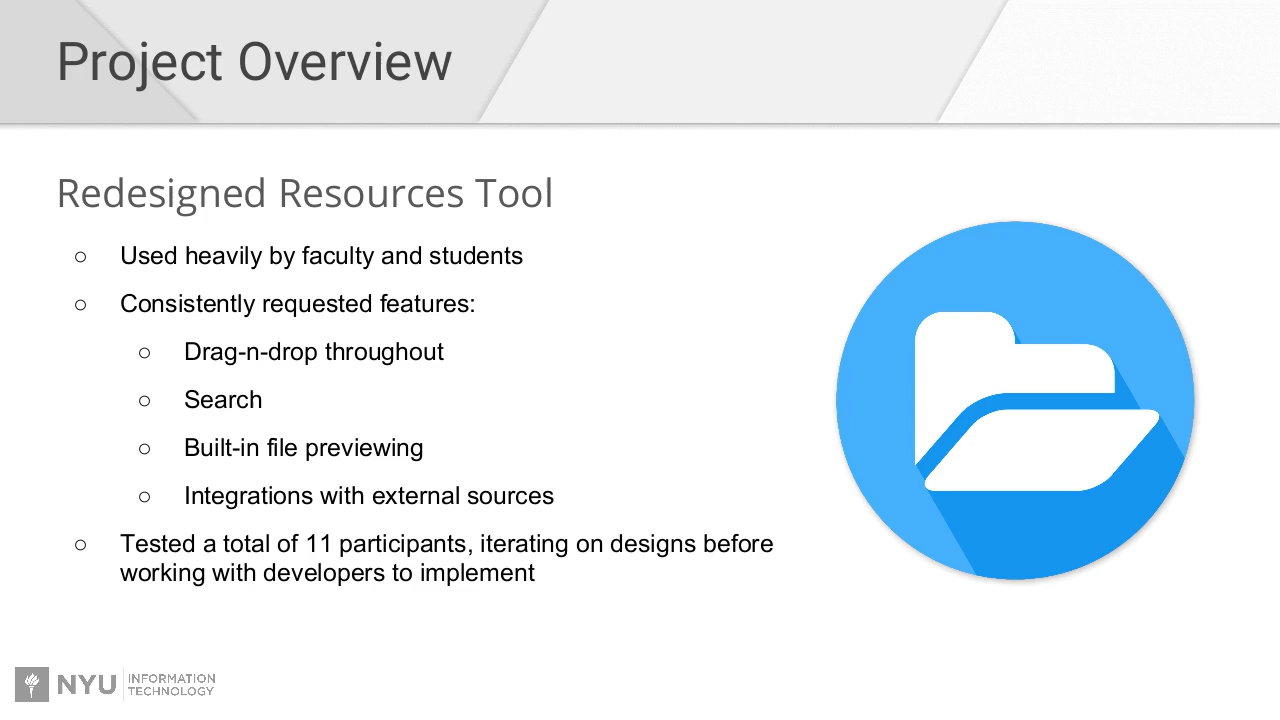 Project Overview
Redesigned Resources Tool
○ Used heavily by faculty and students
○ Consistently requested features:
○ Drag-n-drop throughout
○ Search
○ Built-in file previewing
○ Integrations with external sources
○ Tested a total of 11 participants, iterating on designs before
working with developers to implement
NYU INFORMATION
TECHNOLOGY